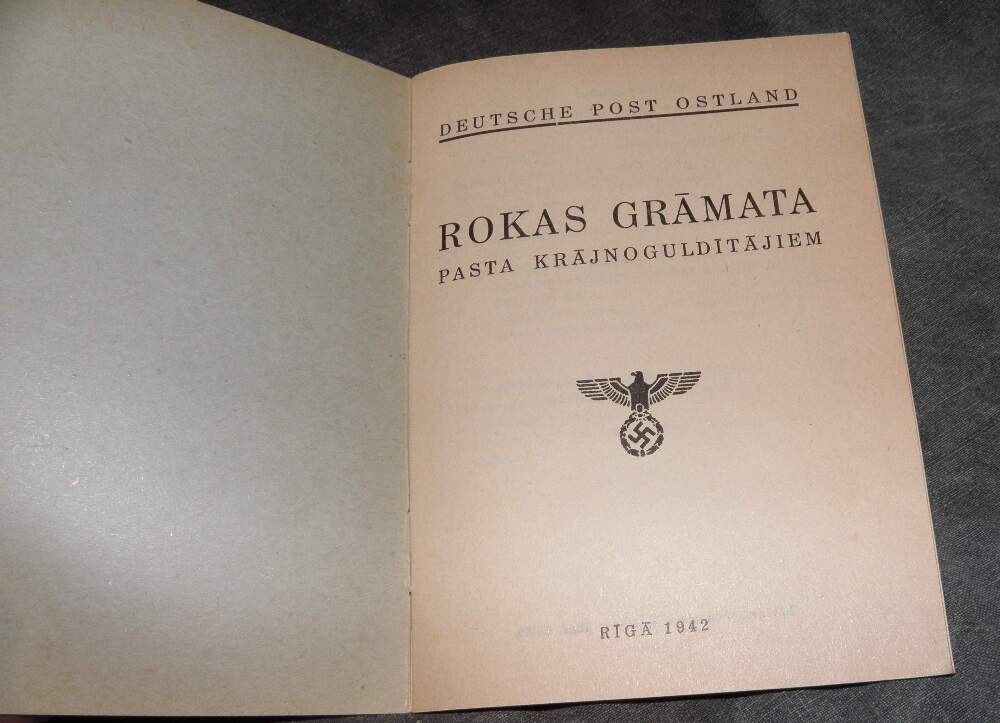 DEUTSCHE POST OSTLAND
ROKAS GRĀMATA
PASTA KRĀJNOGULDĪTĀJIEM
RĪGĀ 1942